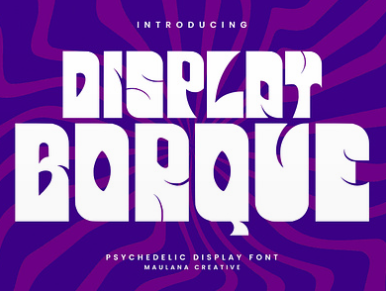 INTRODUCING
DISPLAY
BORQUE
PSYCHEDELIC DISPLAY FONT
MAULANA CREATIVE